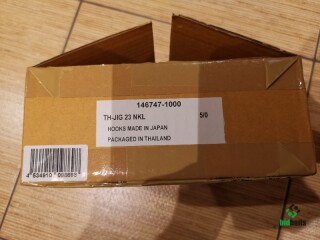 146747-1000
TH-JIG 23 NKL 5/0
HOOKS MADE IN JAPAN
PACKAGED IN THAILAND